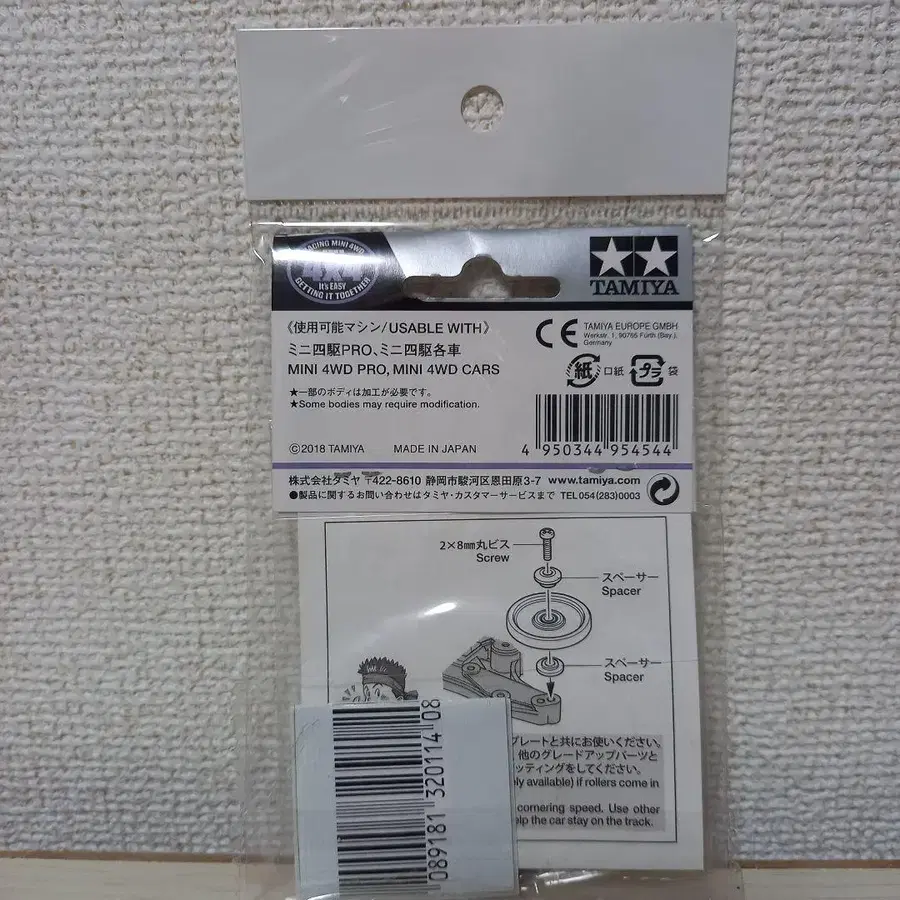 RACING MINI 4WD
4X4
It's EASY
GETTING IT TOGETHER
TAMIYA
《使用可能マシン/USABLE WITH》
ミニ四駆PRO、ミニ四駆各車
MINI 4WD PRO, MINI 4WD CARS
★一部のボディは加工が必要です。
★Some bodies may require modification.
©2018 TAMIYA MADE IN JAPAN
CE
TAMIYA EUROPE GMBH
Werkstr. 1, 90765 Fürth (Bay.),
Germany
紙 口紙 プラ 袋
4 950344 954544
株式会社タミヤ 〒422-8610 静岡市駿河区恩田原3-7 www.tamiya.com
●製品に関するお問い合わせはタミヤ・カスタマーサービスまで TEL054(283)0003
2×8㎜丸ビス
Screw
スペーサー
Spacer
スペーサー
Spacer
プレートと共にお使いください。
他のグレードアップパーツと
ッティングをしてください。
available) if rollers come in
cornering speed. Use other
the car stay on the track.
089181 320114 08